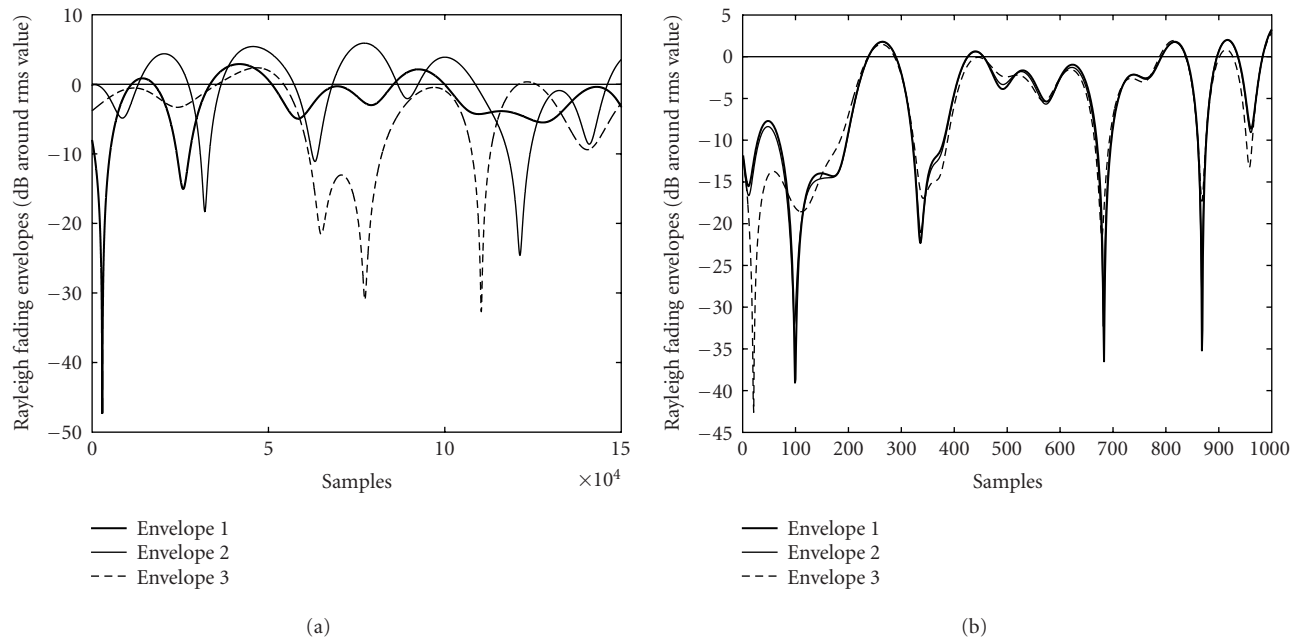 Rayleigh fading envelopes (dB around rms value)
10
0
−10
−20
−30
−40
−50
0
5
10
15
×10⁴
Samples
Envelope 1
Envelope 2
Envelope 3
(a)
Rayleigh fading envelopes (dB around rms value)
5
0
−5
−10
−15
−20
−25
−30
−35
−40
−45
0 100 200 300 400 500 600 700 800 900 1000
Samples
Envelope 1
Envelope 2
Envelope 3
(b)